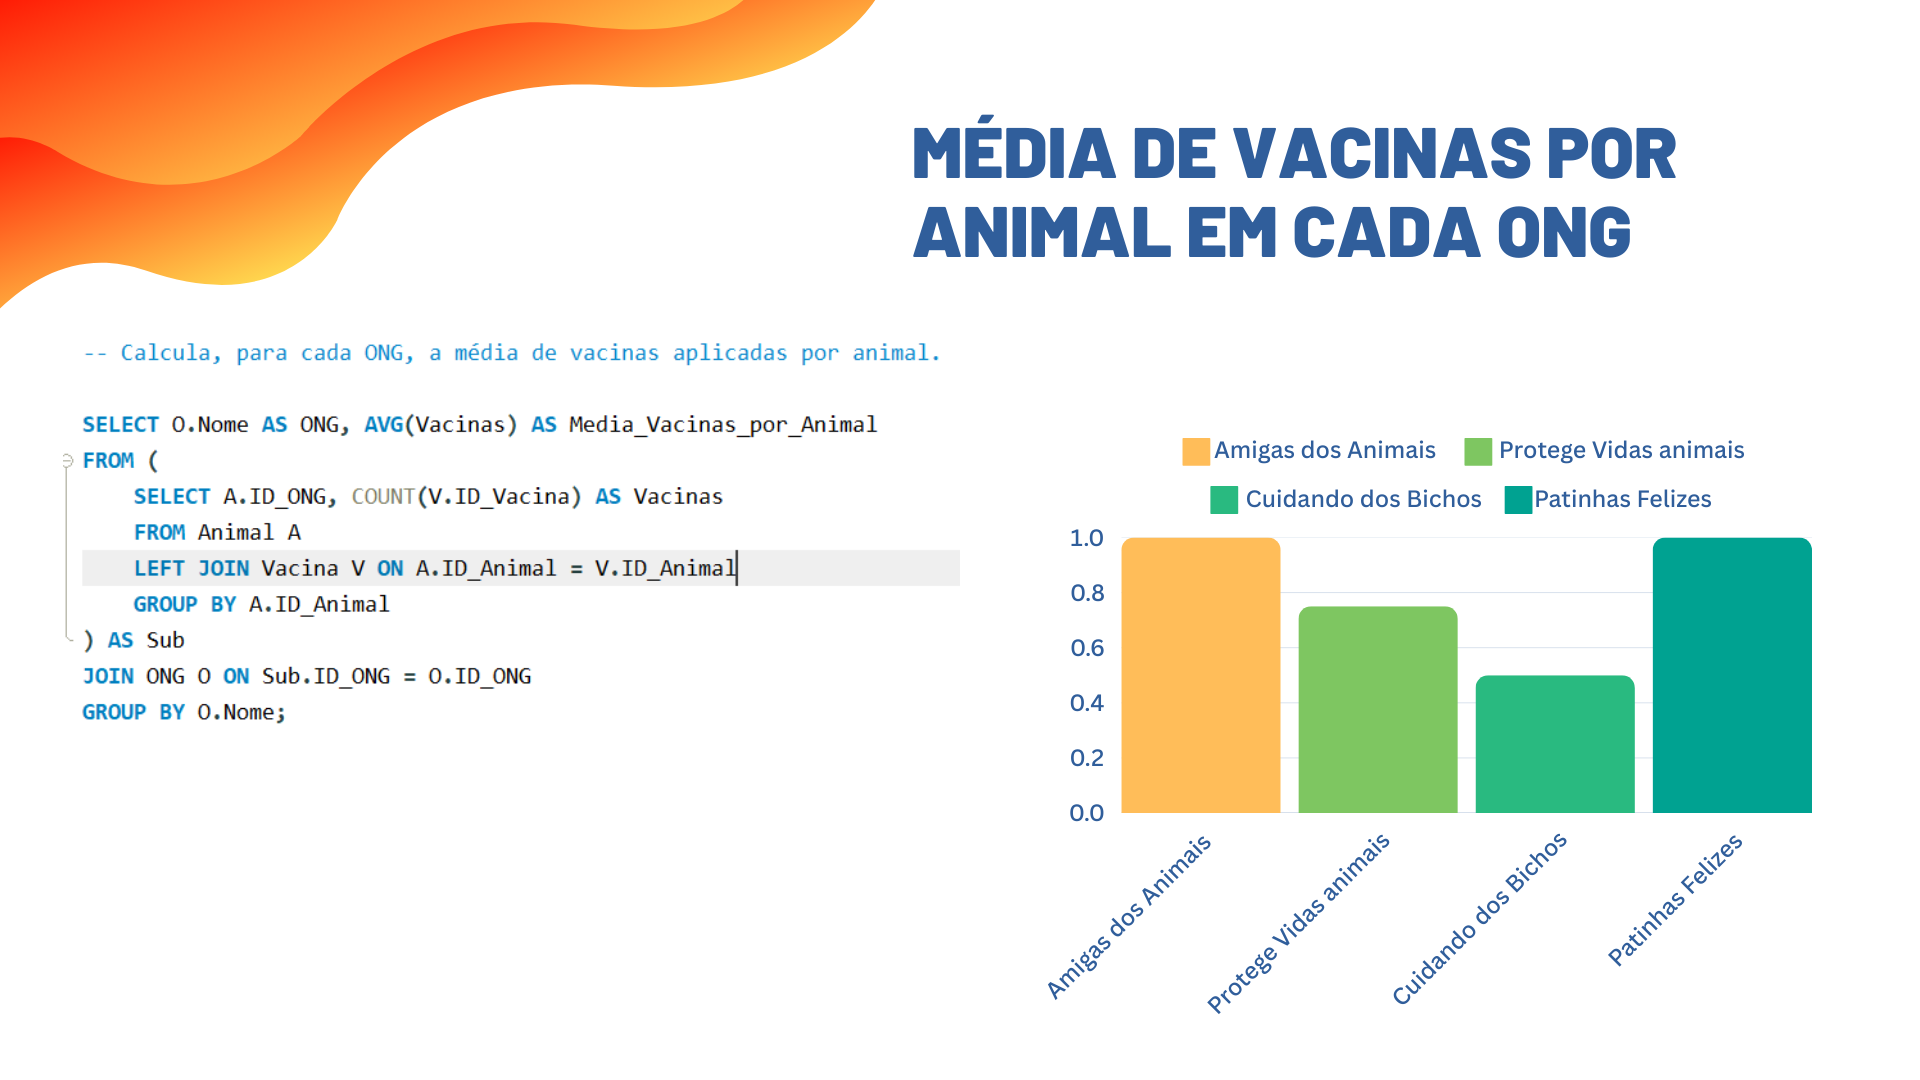 MÉDIA DE VACINAS POR
ANIMAL EM CADA ONG
-- Calcula, para cada ONG, a média de vacinas aplicadas por animal.
SELECT O.Nome AS ONG, AVG(Vacinas) AS Media_Vacinas_por_Animal
FROM (
SELECT A.ID_ONG, COUNT(V.ID_Vacina) AS Vacinas
FROM Animal A
LEFT JOIN Vacina V ON A.ID_Animal = V.ID_Animal
GROUP BY A.ID_Animal
) AS Sub
JOIN ONG O ON Sub.ID_ONG = O.ID_ONG
GROUP BY O.Nome;
Amigas dos Animais Protege Vidas animais
Cuidando dos Bichos Patinhas Felizes
1.0
0.8
0.6
0.4
0.2
0.0
Amigas dos Animais
Protege Vidas animais
Cuidando dos Bichos
Patinhas Felizes